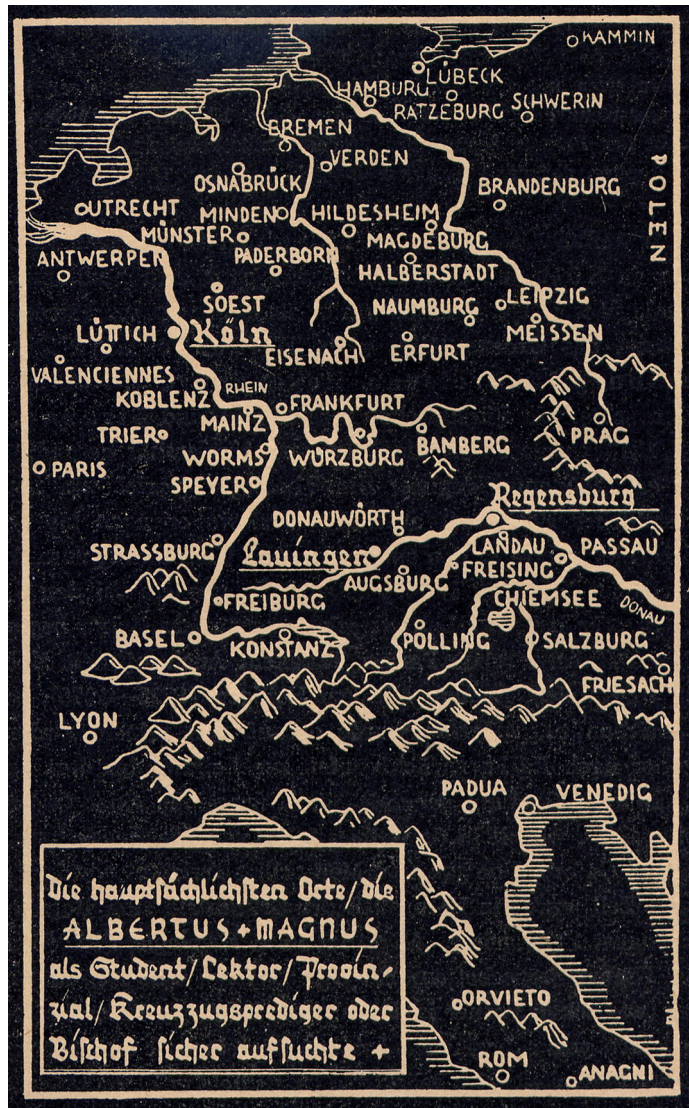 KAMMIN
LÜBECK
HAMBURG
RATZEBURG
SCHWERIN
BREMEN
VERDEN
POLEN
OSNABRÜCK
BRANDENBURG
UTRECHT
MINDEN
HILDESHEIM
MÜNSTER
MAGDEBURG
ANTWERPEN
PADERBORN
HALBERSTADT
SOEST
NAUMBURG
LEIPZIG
LÜTTICH
Köln
MEISSEN
EISENACH
ERFURT
VALENCIENNES
KOBLENZ
RHEIN
FRANKFURT
MAINZ
TRIER
PRAG
BAMBERG
WORMS
WÜRZBURG
PARIS
SPEYER
Regensburg
DONAUWÖRTH
STRASSBURG
Lauingen
LANDAU
PASSAU
FREISING
AUGSBURG
FREIBURG
CHIEMSEE
DONAU
BASEL
KONSTANZ
PÖLLING
SALZBURG
FRIESACH
LYON
PADUA
VENEDIG
Die hauptsächlichsten Orte/die
ALBERTUS + MAGNUS
als Student/Lektor/Provin-
zial/Kreuzzugsprediger oder
Bischof sicher aufsuchte +
ORVIETO
ROM
ANAGNI